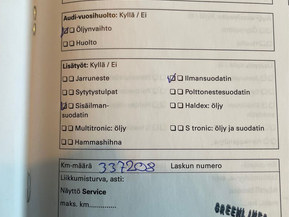 Audi-vuosihuolto: Kyllä / Ei
Öljynvaihto
Huolto
Lisätyöt: Kyllä / Ei
Jarruneste
Ilmansuodatin
Sytytystulpat
Polttonestesuodatin
Sisäilman-
suodatin
Haldex: öljy
Multitronic: öljy
S tronic: öljy ja suodatin
Hammashihna
Km-määrä 337208 Laskun numero
Liikkumisturva, asti:
Näyttö Service
maks. km.............